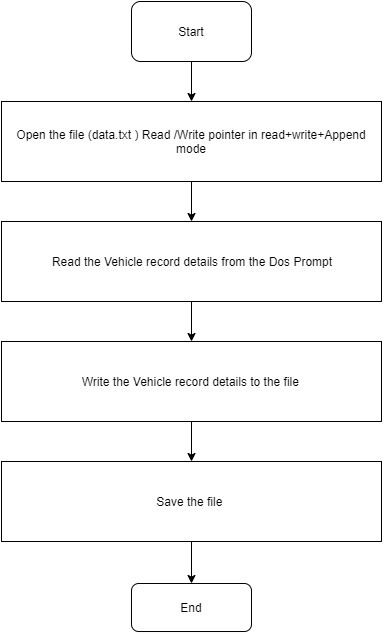 Start
Open the file (data.txt ) Read /Write pointer in read+write+Append
mode
Read the Vehicle record details from the Dos Prompt
Write the Vehicle record details to the file
Save the file
End